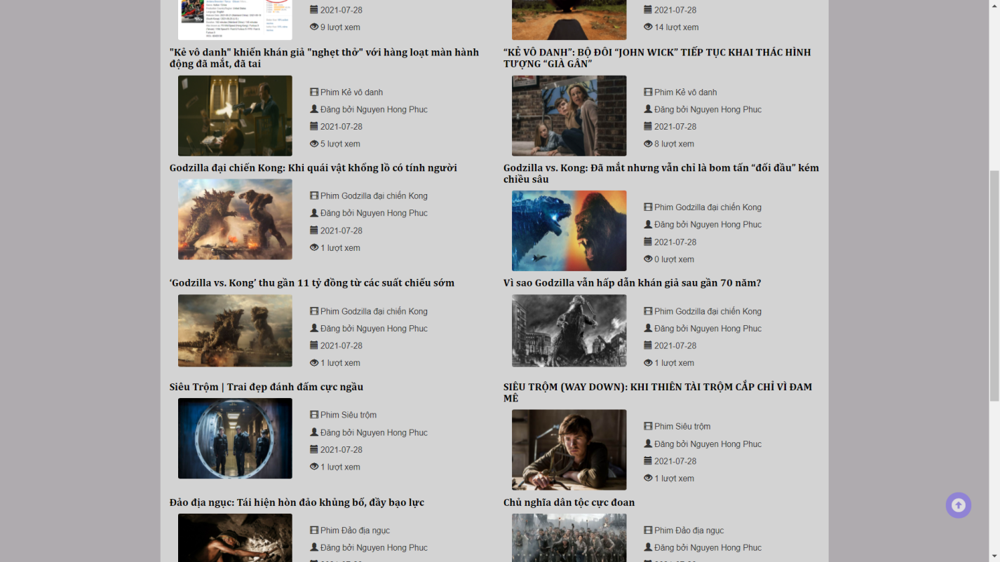 2021-07-28
9 lượt xem
2021-07-28
14 lượt xem
"Kẻ vô danh" khiến khán giả "nghẹt thở" với hàng loạt màn hành
động đã mắt, đã tai
Phim Kẻ vô danh
Đăng bởi Nguyen Hong Phuc
2021-07-28
5 lượt xem
“KẺ VÔ DANH”: BỘ ĐÔI “JOHN WICK” TIẾP TỤC KHAI THÁC HÌNH
TƯỢNG “GIÀ GÂN”
Phim Kẻ vô danh
Đăng bởi Nguyen Hong Phuc
2021-07-28
8 lượt xem
Godzilla đại chiến Kong: Khi quái vật khổng lồ có tính người
Phim Godzilla đại chiến Kong
Đăng bởi Nguyen Hong Phuc
2021-07-28
1 lượt xem
Godzilla vs. Kong: Đã mắt nhưng vẫn chỉ là bom tấn “đối đầu” kém
chiều sâu
Phim Godzilla đại chiến Kong
Đăng bởi Nguyen Hong Phuc
2021-07-28
0 lượt xem
‘Godzilla vs. Kong’ thu gần 11 tỷ đồng từ các suất chiếu sớm
Phim Godzilla đại chiến Kong
Đăng bởi Nguyen Hong Phuc
2021-07-28
1 lượt xem
Vì sao Godzilla vẫn hấp dẫn khán giả sau gần 70 năm?
Phim Godzilla đại chiến Kong
Đăng bởi Nguyen Hong Phuc
2021-07-28
1 lượt xem
Siêu Trộm | Trai đẹp đánh đấm cực ngầu
Phim Siêu trộm
Đăng bởi Nguyen Hong Phuc
2021-07-28
1 lượt xem
SIÊU TRỘM (WAY DOWN): KHI THIÊN TÀI TRỘM CẮP CHỈ VÌ ĐAM
MÊ
Phim Siêu trộm
Đăng bởi Nguyen Hong Phuc
2021-07-28
1 lượt xem
Đảo địa ngục: Tái hiện hòn đảo khủng bố, đầy bạo lực
Phim Đảo địa ngục
Đăng bởi Nguyen Hong Phuc
Chủ nghĩa dân tộc cực đoan
Phim Đảo địa ngục
Đăng bởi Nguyen Hong Phuc